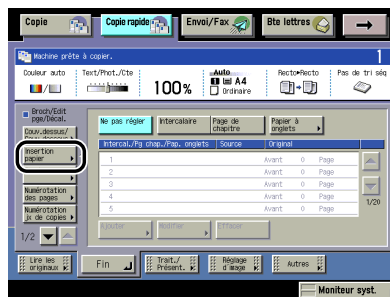 Copie
Copie rapide
Envoi/Fax
Bte lettres
Machine prête à copier.
1
Couleur auto
Text/Phot./Cte
100%
Auto
A4
Ordinaire
Recto▸Recto
Pas de tri séq
Broch/Edit
pge/Décal.
Couv.dessus/
Couv.dessous
Insertion
papier
Numérotation
des pages
Numérotation
px de copies
1/2
Ne pas régler
Intercalaire
Page de
chapitre
Papier à
onglets
Intercal./Pg chap./Pap. onglets
Source
Original
1 Avant 0 Page
2 Avant 0 Page
3 Avant 0 Page
4 Avant 0 Page
5 Avant 0 Page
1/20
Ajouter
Modifier
Effacer
Lire les
originaux
Fin
Trait./
Présent.
Réglage
d'image
Autres
Moniteur syst.